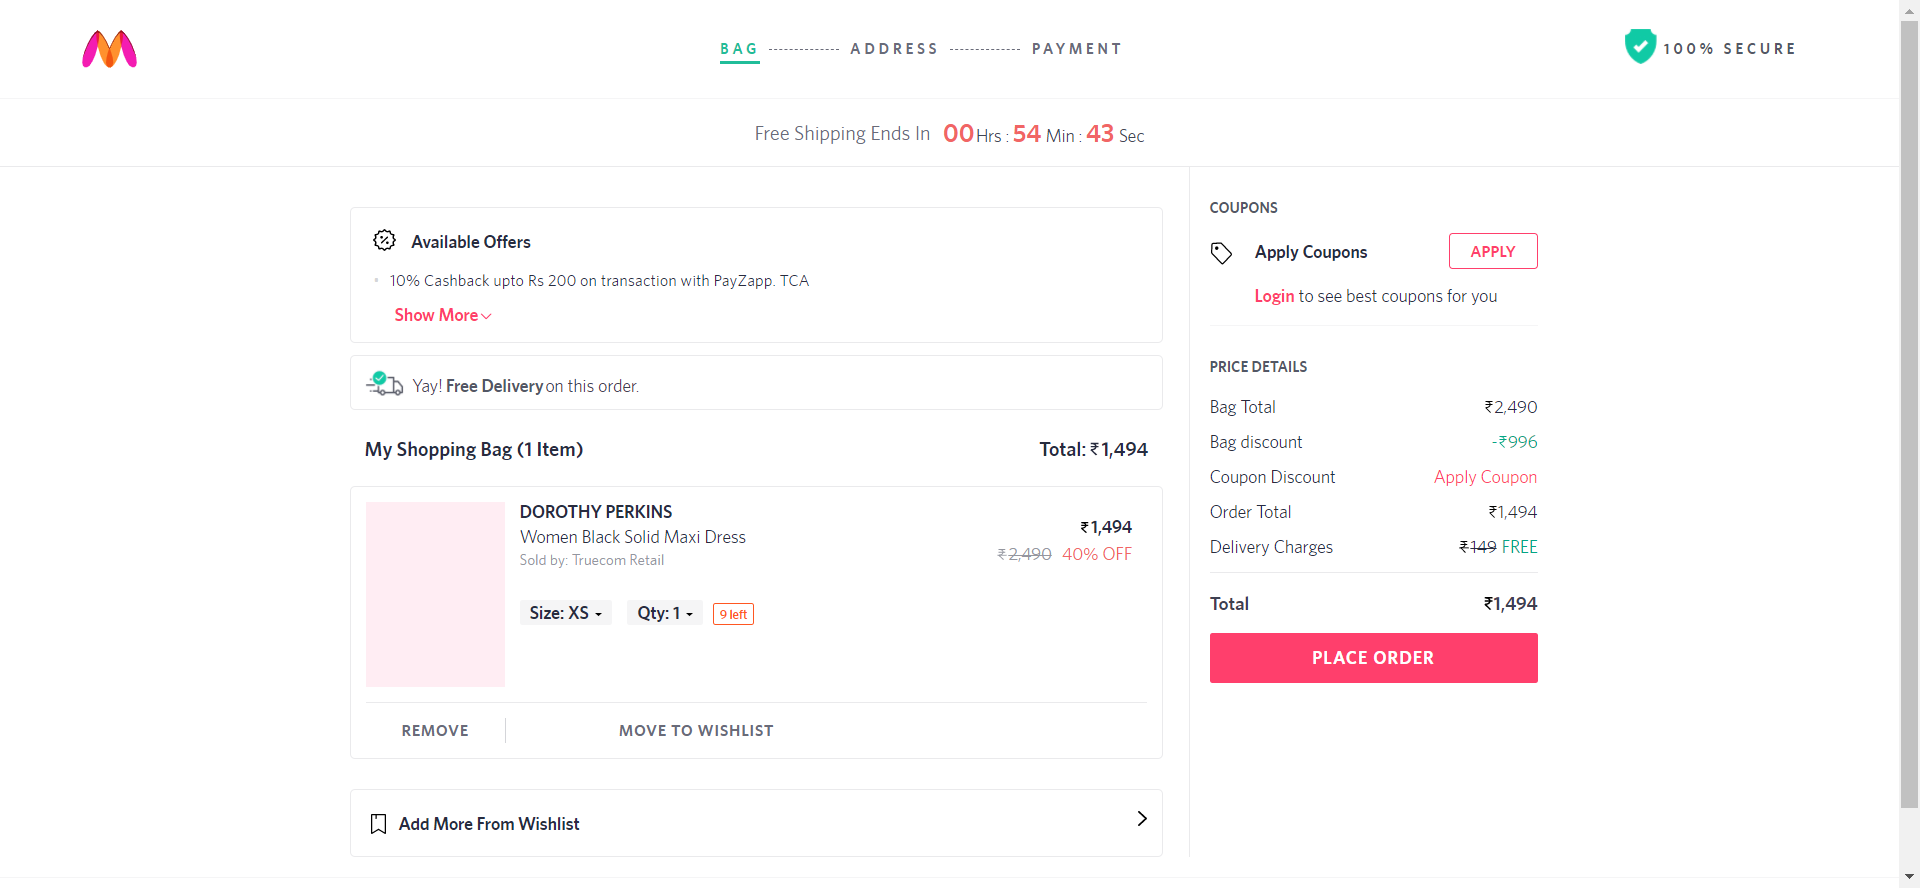 BAG ADDRESS PAYMENT
100% SECURE
Free Shipping Ends In 00 Hrs : 54 Min : 43 Sec
Available Offers
10% Cashback upto Rs 200 on transaction with PayZapp. TCA
Show More
Yay! Free Delivery on this order.
My Shopping Bag (1 Item) Total: ₹1,494
DOROTHY PERKINS
Women Black Solid Maxi Dress
Sold by: Truecom Retail
₹1,494
₹2,490 40% OFF
Size: XS Qty: 1 9 left
REMOVE MOVE TO WISHLIST
Add More From Wishlist
COUPONS
Apply Coupons APPLY
Login to see best coupons for you
PRICE DETAILS
Bag Total ₹2,490
Bag discount -₹996
Coupon Discount Apply Coupon
Order Total ₹1,494
Delivery Charges ₹149 FREE
Total ₹1,494
PLACE ORDER